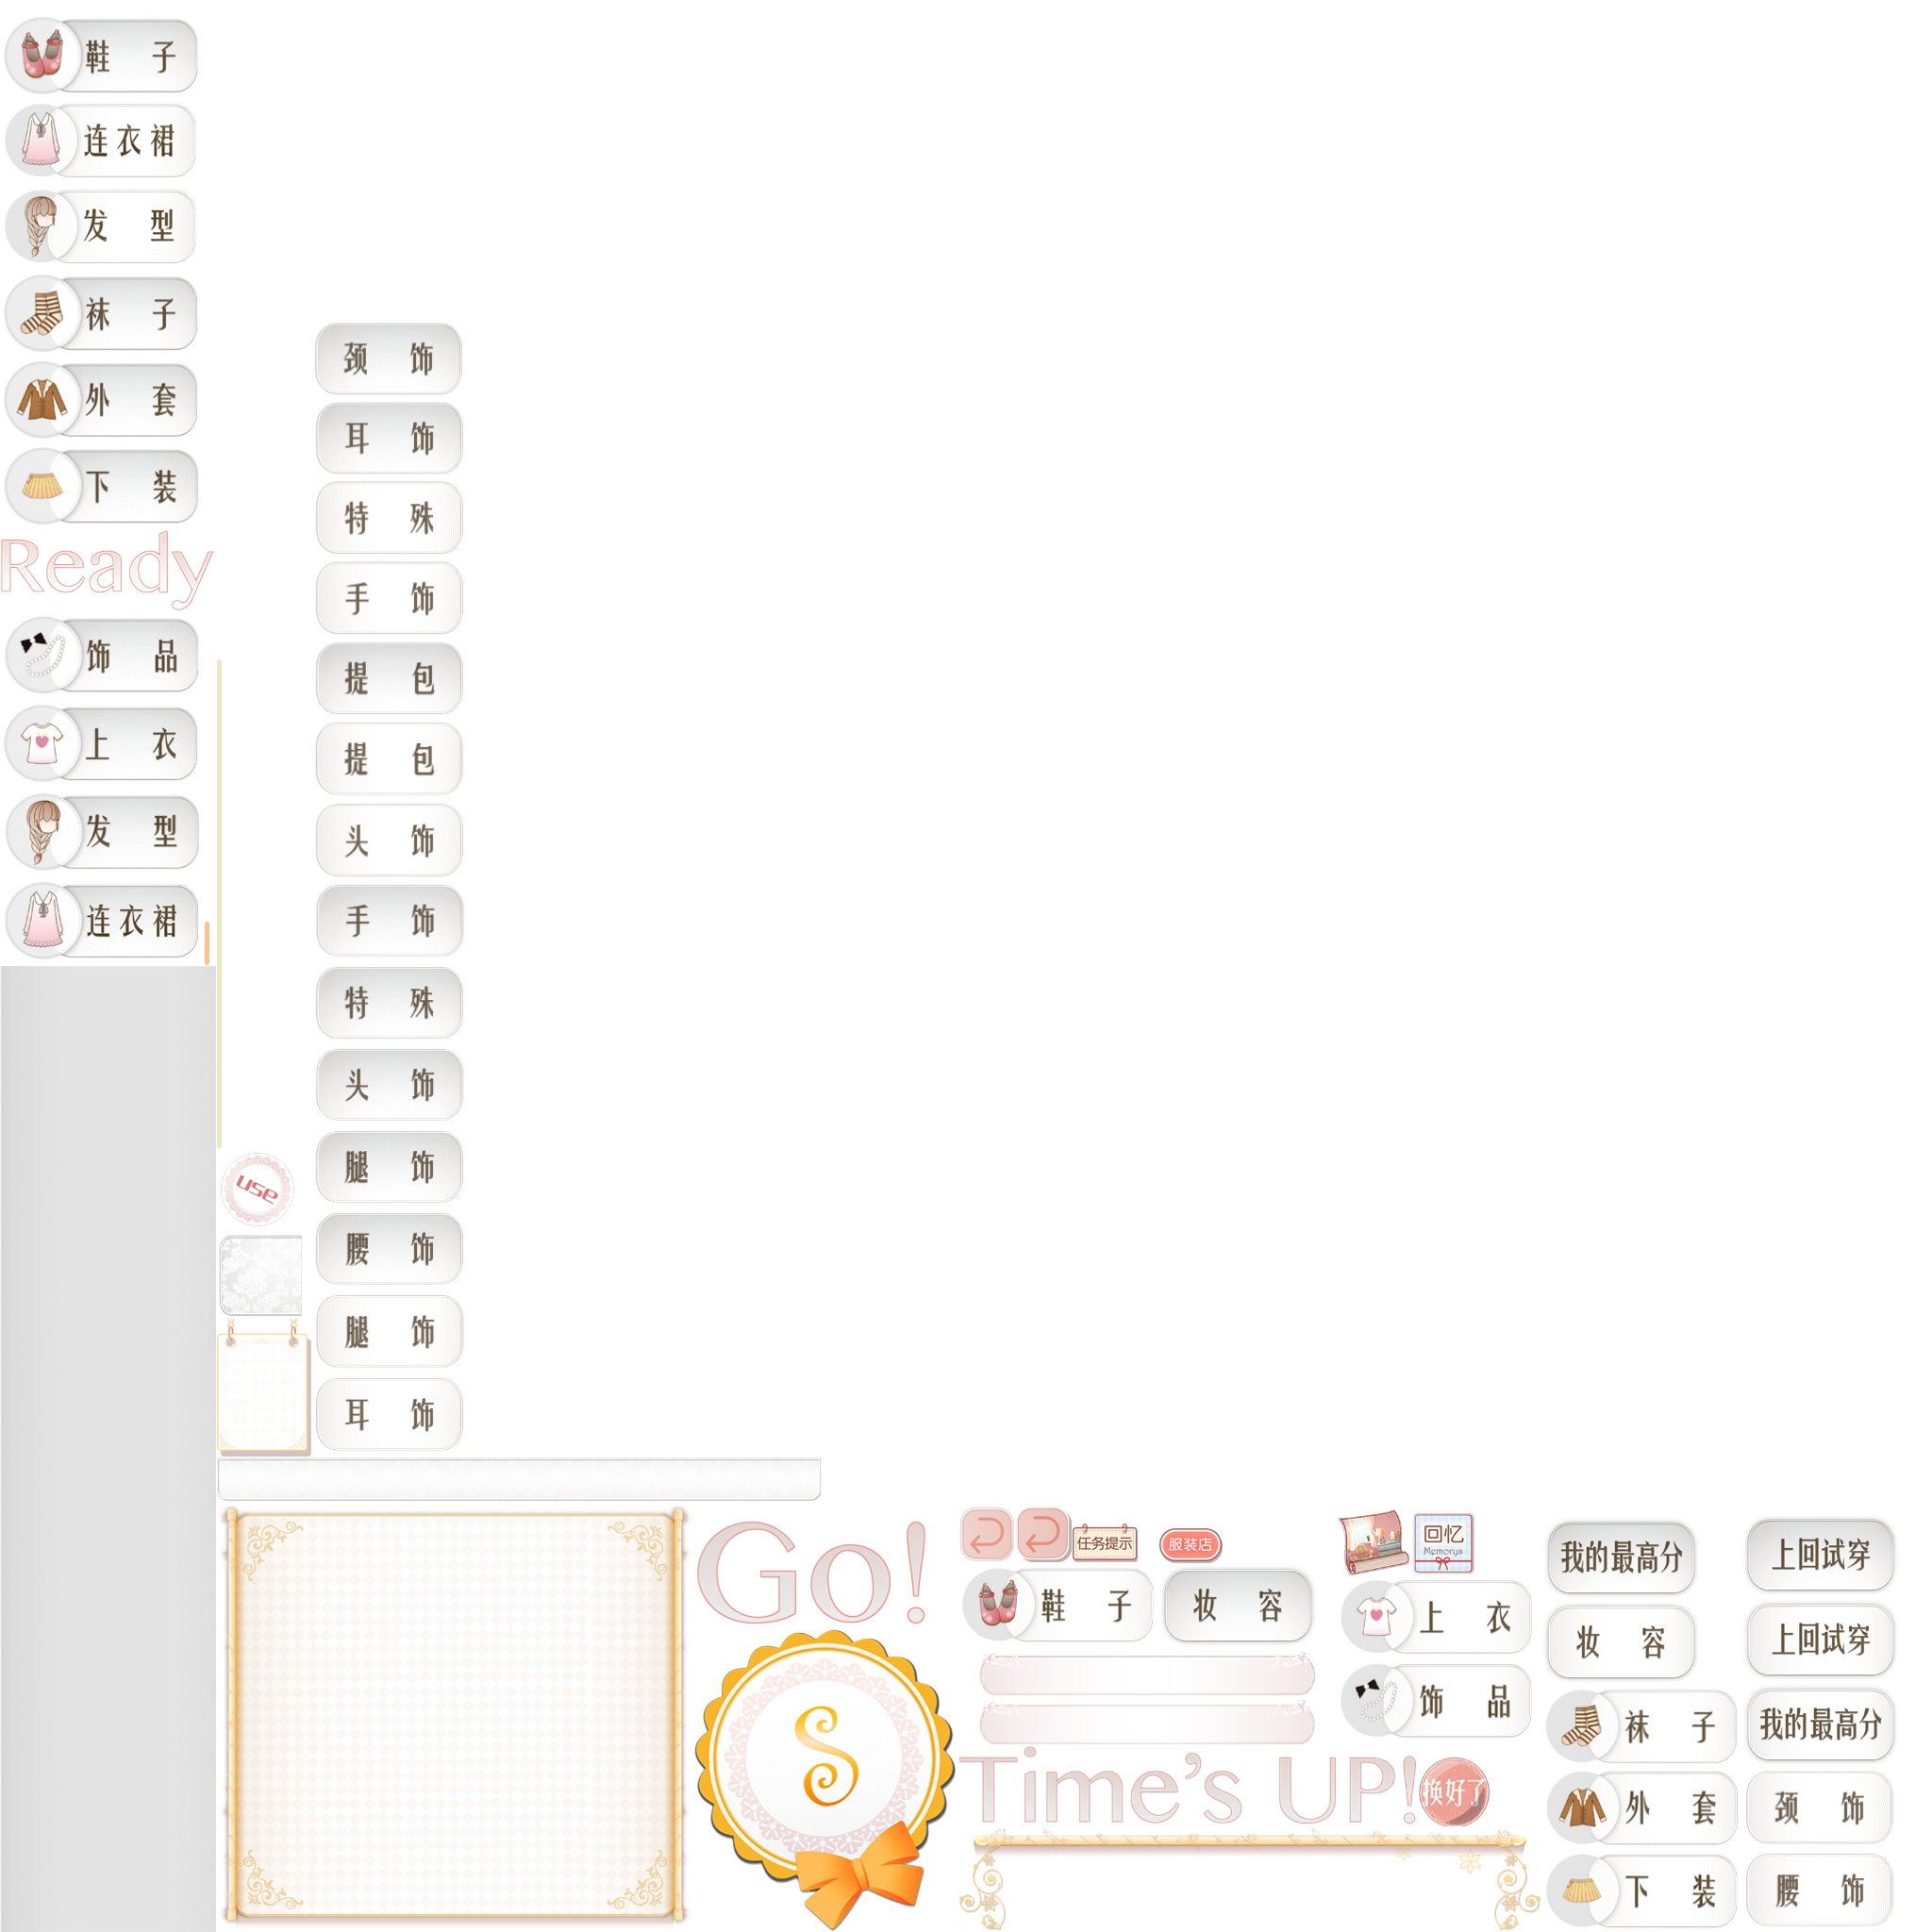 鞋 子
连衣裙
发 型
袜 子
外 套
下 装
Ready
饰 品
上 衣
发 型
连衣裙
颈 饰
耳 饰
特 殊
手 饰
提 包
提 包
头 饰
手 饰
特 殊
头 饰
腿 饰
腰 饰
腿 饰
耳 饰
use
Go!
S
任务提示
服装店
鞋 子
妆 容
回忆
Memorys
上 衣
饰 品
Time's UP!
换好了
我的最高分
妆 容
袜 子
外 套
下 装
上回试穿
上回试穿
我的最高分
颈 饰
腰 饰